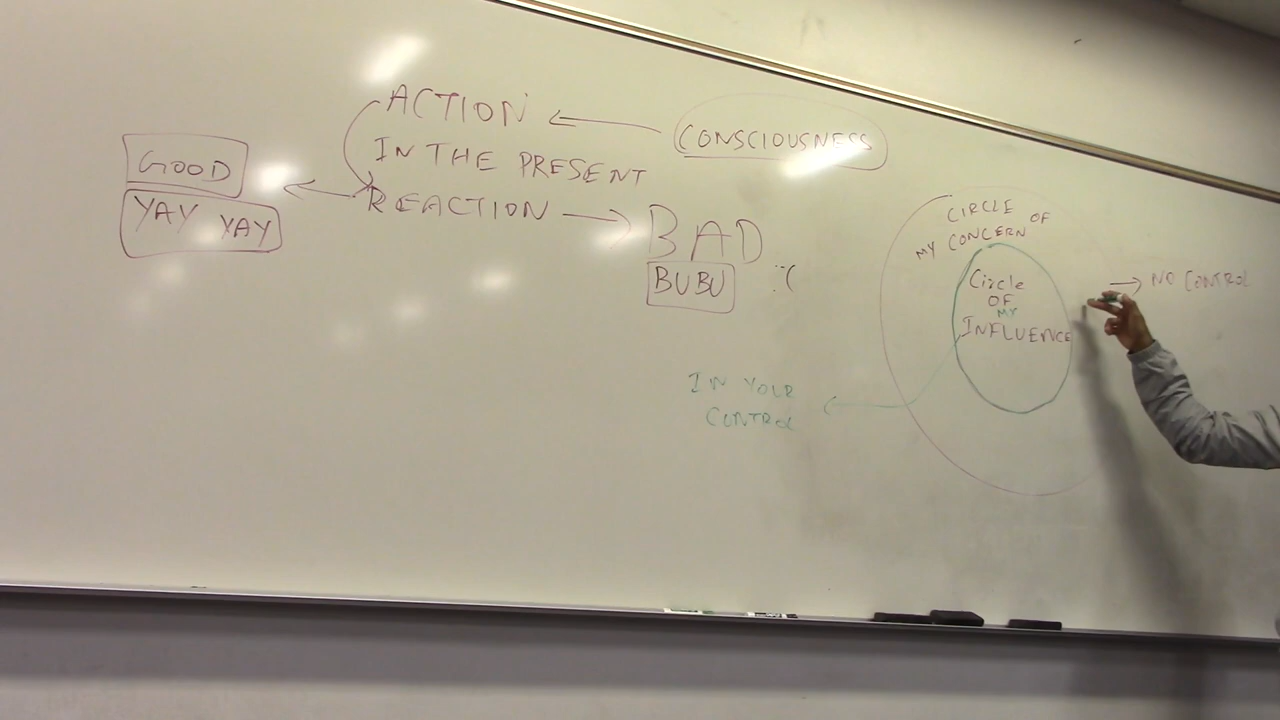 ACTION
CONSCIOUSNESS
IN THE PRESENT
GOOD
YAY YAY
REACTION
BAD
BUBU :(
CIRCLE OF
MY CONCERN
Circle
OF
MY
INFLUENCE
NO CONTROL
IN YOUR
CONTROL